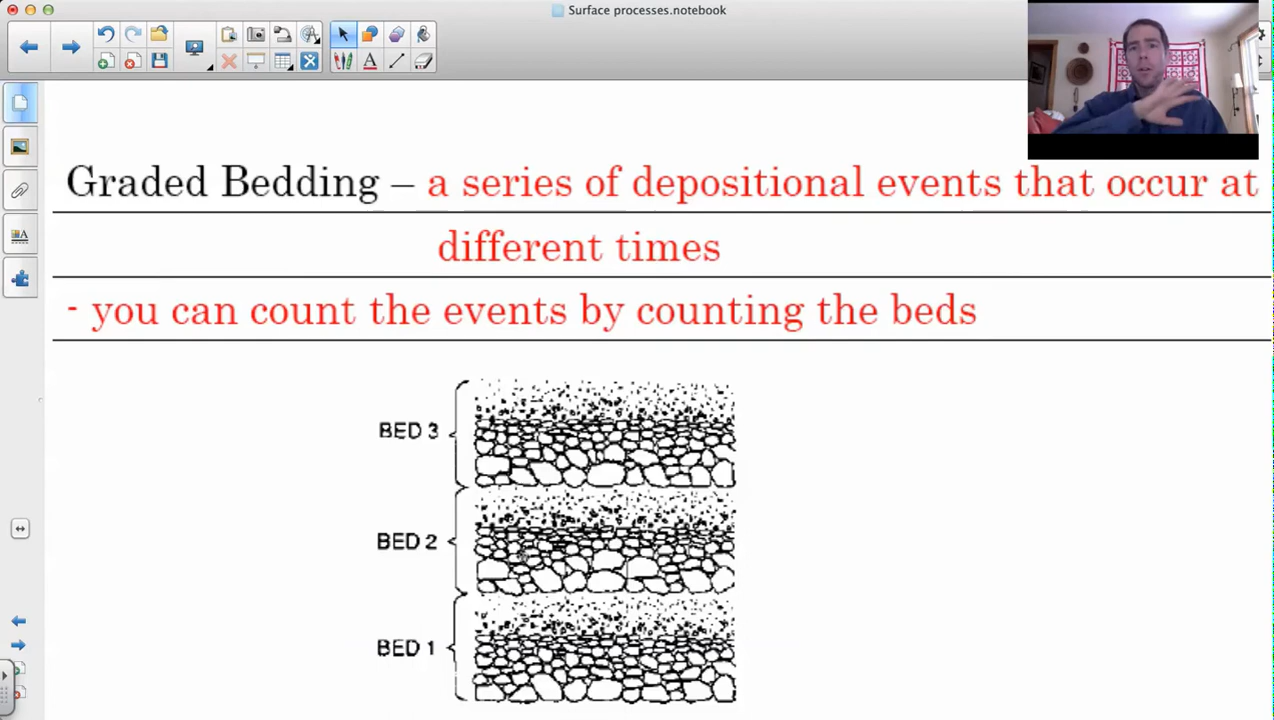 Surface processes.notebook
Graded Bedding – a series of depositional events that occur at
different times
- you can count the events by counting the beds
BED 3
BED 2
BED 1